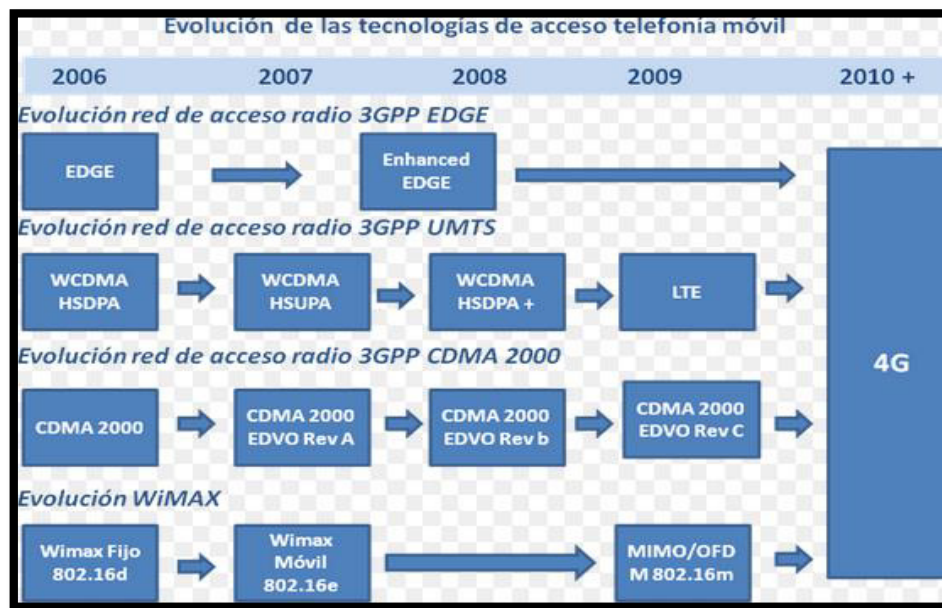 Evolución de las tecnologías de acceso telefonía móvil
2006 2007 2008 2009 2010 +
Evolución red de acceso radio 3GPP EDGE
EDGE
Enhanced
EDGE
Evolución red de acceso radio 3GPP UMTS
WCDMA
HSDPA
WCDMA
HSUPA
WCDMA
HSDPA +
LTE
Evolución red de acceso radio 3GPP CDMA 2000
CDMA 2000
CDMA 2000
EDVO Rev A
CDMA 2000
EDVO Rev b
CDMA 2000
EDVO Rev C
Evolución WiMAX
Wimax Fijo
802.16d
Wimax
Móvil
802.16e
MIMO/OFD
M 802.16m
4G